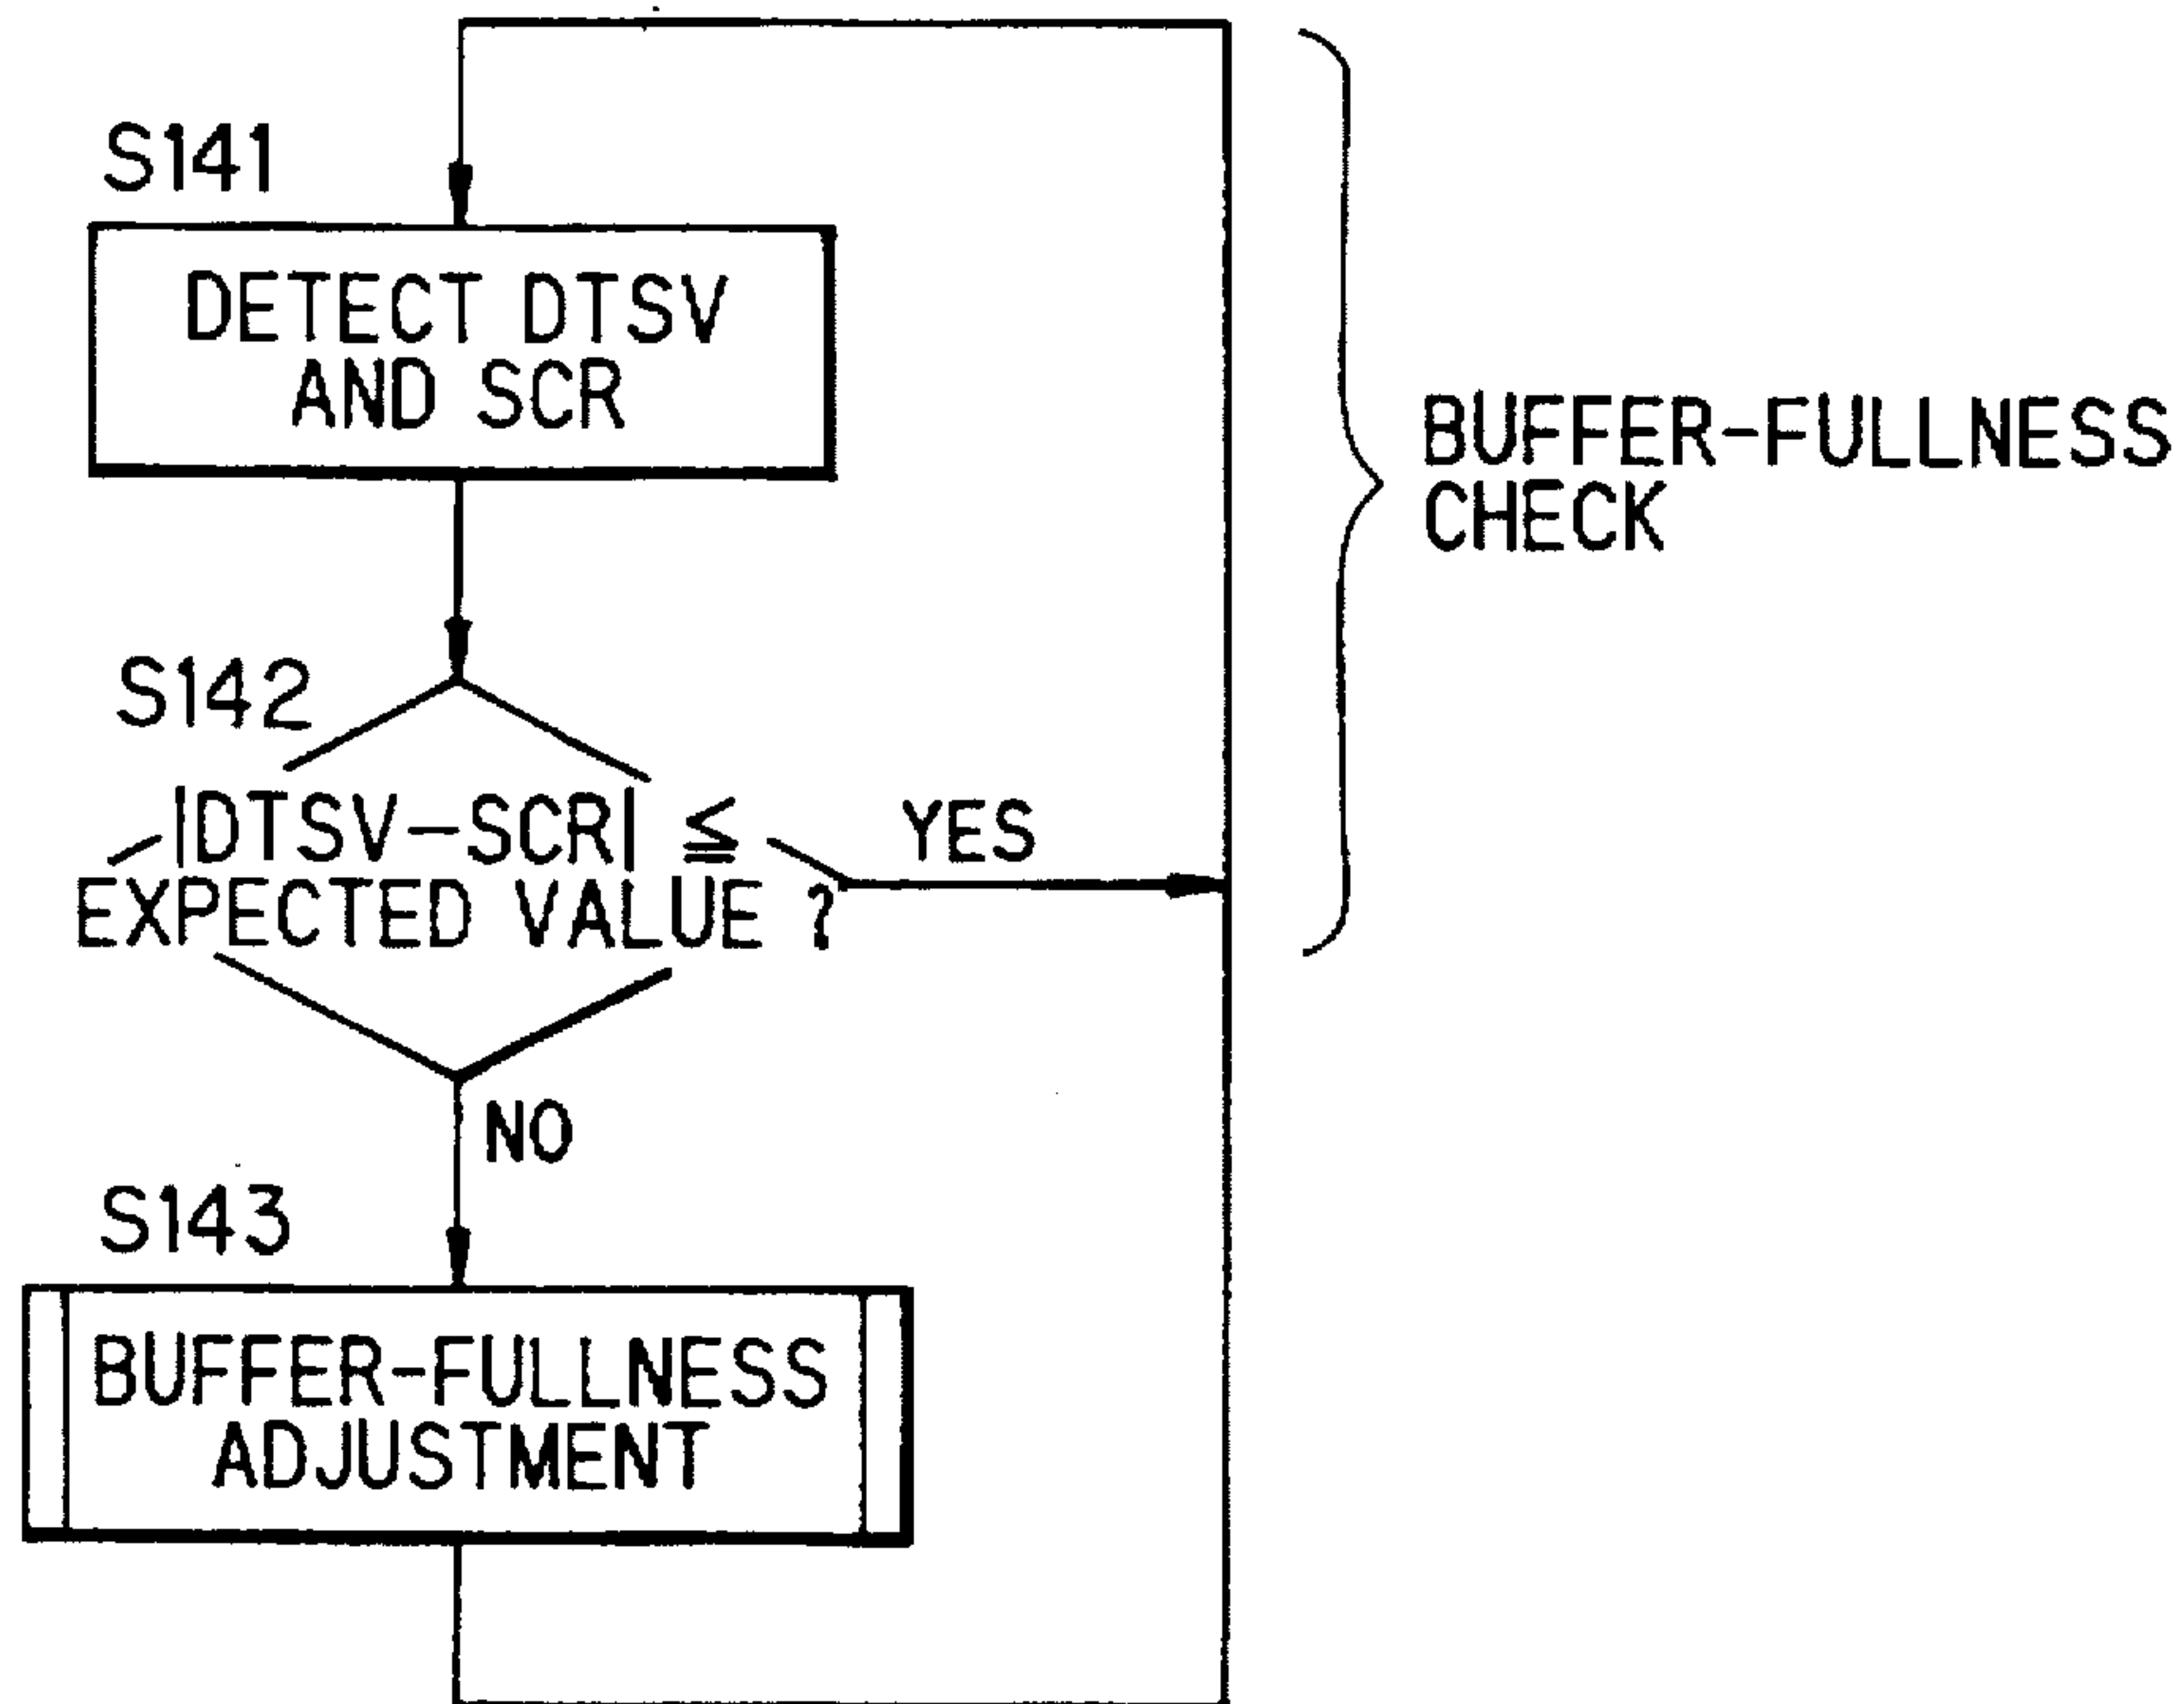 S141
DETECT DTSV
AND SCR
BUFFER-FULLNESS
CHECK
S142
|DTSV-SCR| ≦
EXPECTED VALUE ?
YES
NO
S143
BUFFER-FULLNESS
ADJUSTMENT